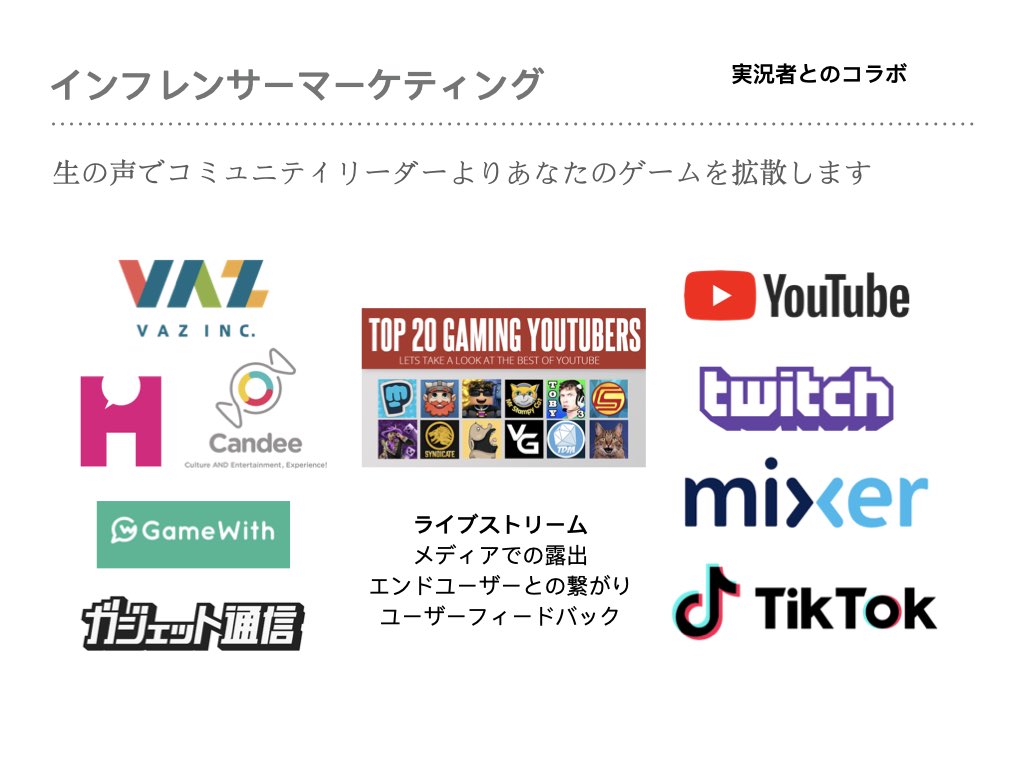 インフレンサーマーケティング
実況者とのコラボ
生の声でコミュニティリーダーよりあなたのゲームを拡散します
VAZ
VAZ INC.
H
Candee
Culture AND Entertainment, Experience!
GameWith
ガジェット通信
TOP 20 GAMING YOUTUBERS
LETS TAKE A LOOK AT THE BEST OF YOUTUBE
TOBY
3
Mr Stampy Cat
SYNDICATE
VG
TDM
ライブストリーム
メディアでの露出
エンドユーザーとの繋がり
ユーザーフィードバック
YouTube
twitch
mixer
TikTok